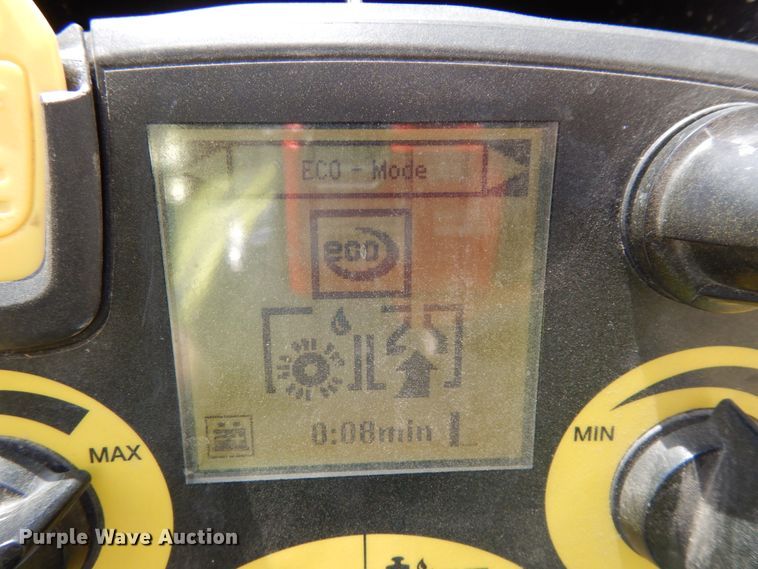 ECO - Mode
eco
0:08min
MAX
MIN
Purple Wave Auction